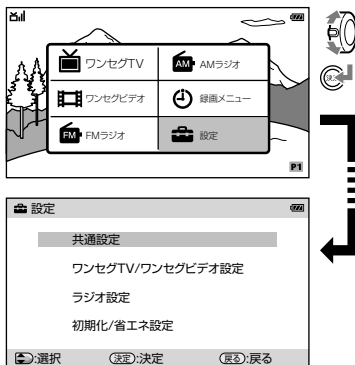 ワンセグTV
AM AMラジオ
ワンセグビデオ
録画メニュー
FM FMラジオ
設定
P1
設定
共通設定
ワンセグTV/ワンセグビデオ設定
ラジオ設定
初期化/省エネ設定
:選択 決定:決定 戻る:戻る